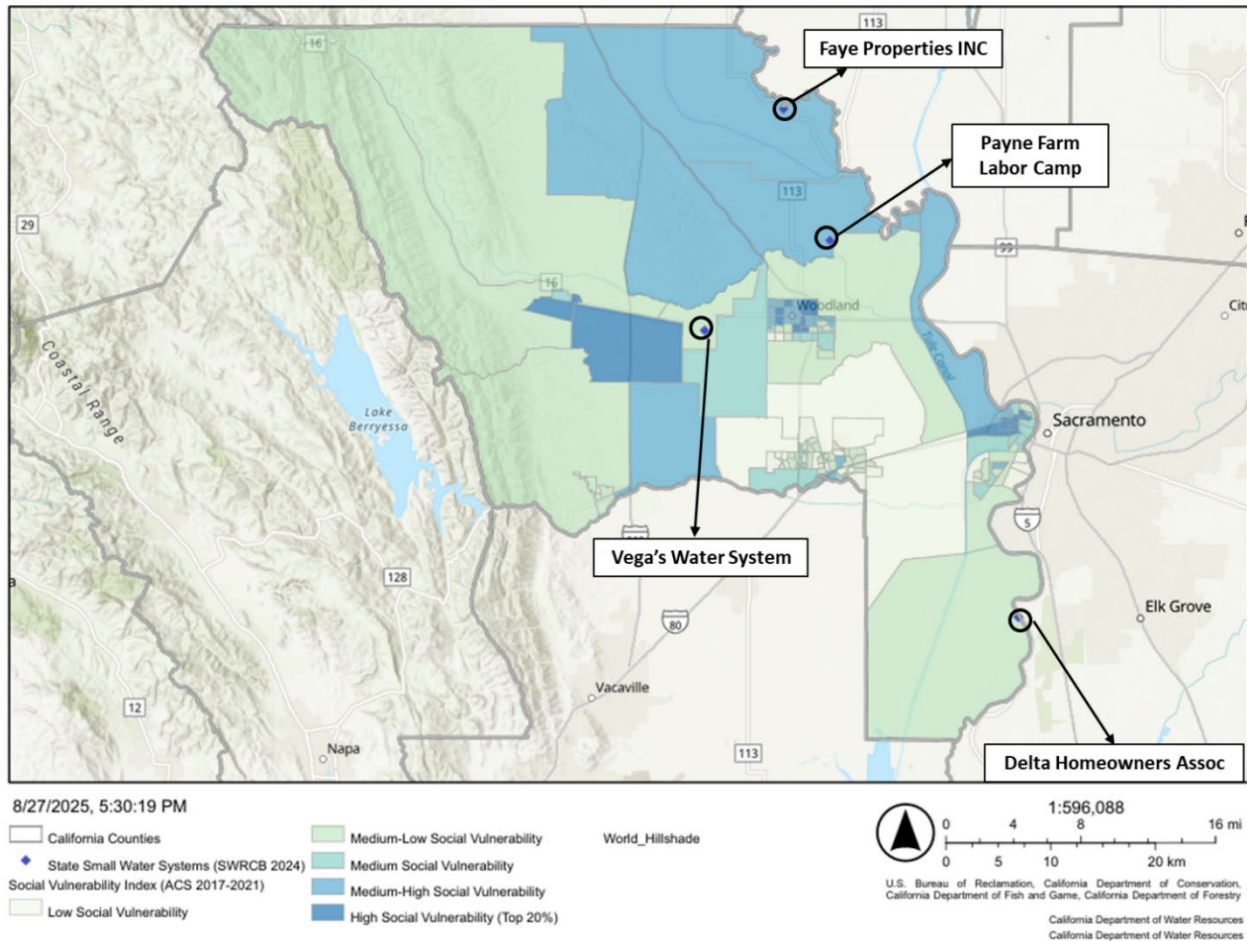 113
16
Faye Properties INC
Payne Farm
Labor Camp
29
113
99
16
Woodland
Tule Canal
Coastal Range
Lake
Berryessa
Sacramento
Vega's Water System
5
128
80
Elk Grove
Vacaville
12
Napa
113
Delta Homeowners Assoc
8/27/2025, 5:30:19 PM
California Counties
State Small Water Systems (SWRCB 2024)
Social Vulnerability Index (ACS 2017-2021)
Low Social Vulnerability
Medium-Low Social Vulnerability
Medium Social Vulnerability
Medium-High Social Vulnerability
High Social Vulnerability (Top 20%)
World_Hillshade
1:596,088
0 4 8 16 mi
0 5 10 20 km
U.S. Bureau of Reclamation, California Department of Conservation,
California Department of Fish and Game, California Department of Forestry
California Department of Water Resources
California Department of Water Resources